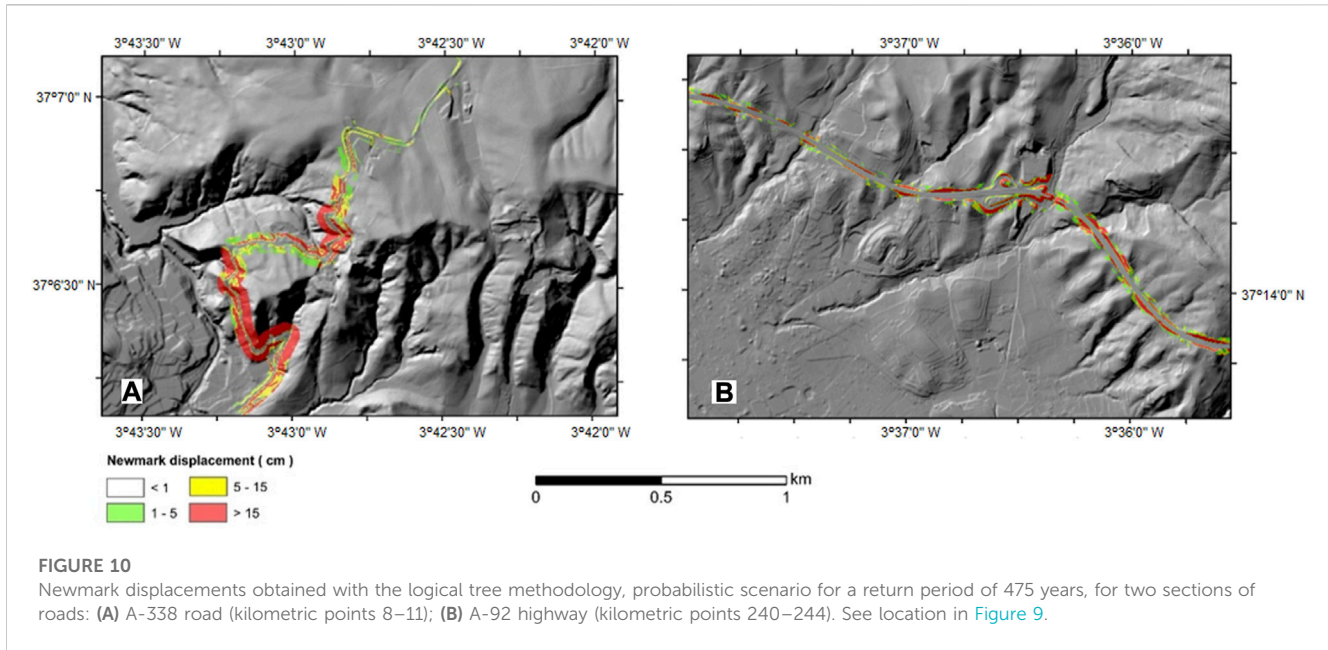 3°43'30" W
3°43'0" W
3°42'30" W
3°42'0" W
3°37'0" W
3°36'0" W
37°7'0" N
37°6'30" N
37°14'0" N
A
B
3°43'30" W
3°43'0" W
3°42'30" W
3°42'0" W
3°37'0" W
3°36'0" W
Newmark displacement ( cm )
< 1
5 - 15
1 - 5
> 15
km
0
0.5
1
FIGURE 10
Newmark displacements obtained with the logical tree methodology, probabilistic scenario for a return period of 475 years, for two sections of
roads: (A) A-338 road (kilometric points 8–11); (B) A-92 highway (kilometric points 240–244). See location in Figure 9.